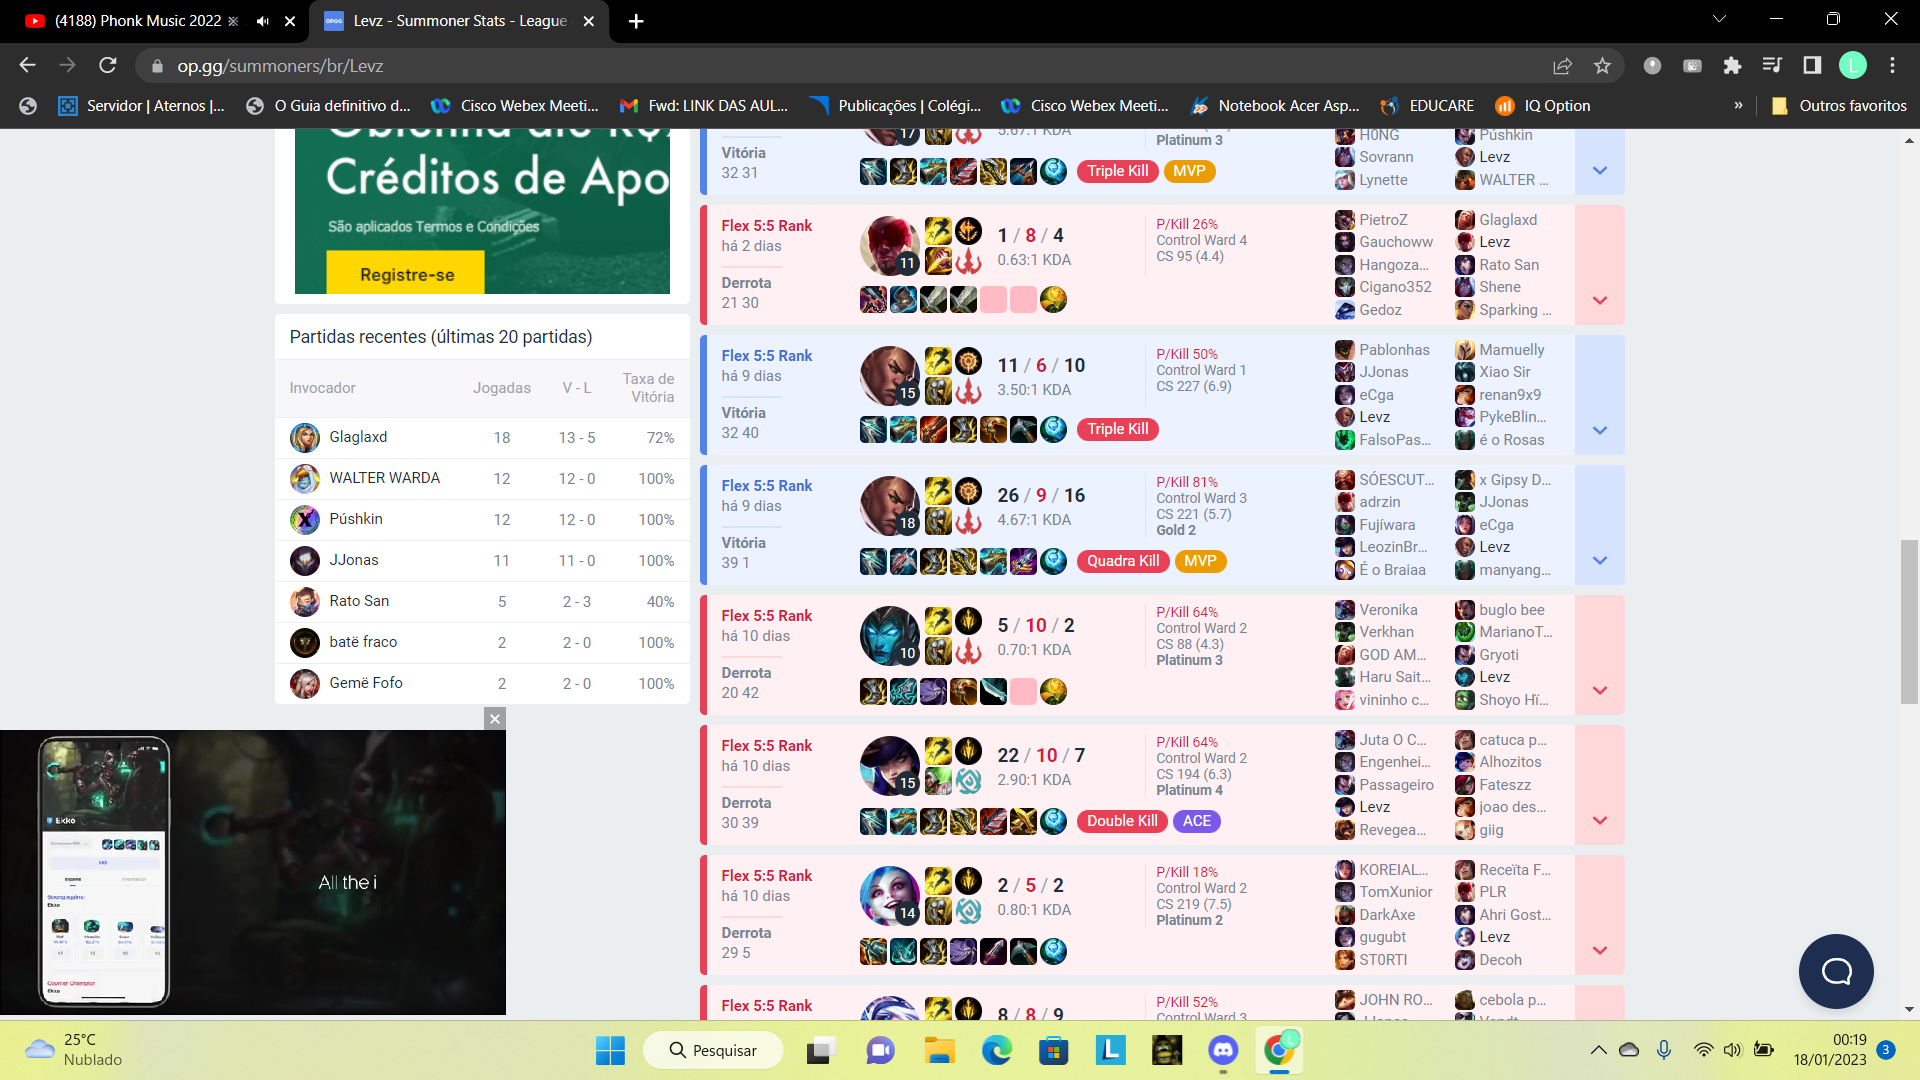 (4188) Phonk Music 2022 ※
Levz - Summoner Stats - League
op.gg/summoners/br/Levz
L
Servidor | Aternos |...
O Guia definitivo d...
Cisco Webex Meeti...
Fwd: LINK DAS AUL...
Publicações | Colégi...
Cisco Webex Meeti...
Notebook Acer Asp...
EDUCARE
IQ Option
»
Outros favoritos
Créditos de Apo
São aplicados Termos e Condições
Registre-se
Partidas recentes (últimas 20 partidas)
Invocador Jogadas V - L Taxa de Vitória
Glaglaxd 18 13 - 5 72%
WALTER WARDA 12 12 - 0 100%
Púshkin 12 12 - 0 100%
JJonas 11 11 - 0 100%
Rato San 5 2 - 3 40%
batë fraco 2 2 - 0 100%
Gemë Fofo 2 2 - 0 100%
Ekko
All the i
17
5.67:1 KDA
Platinum 3
Vitória
32 31
Triple Kill
MVP
H0NG
Sovrann
Lynette
Púshkin
Levz
WALTER ...
Flex 5:5 Rank
há 2 dias
Derrota
21 30
11
1 / 8 / 4
0.63:1 KDA
P/Kill 26%
Control Ward 4
CS 95 (4.4)
PietroZ
Gauchoww
Hangoza...
Cigano352
Gedoz
Glaglaxd
Levz
Rato San
Shene
Sparking ...
Flex 5:5 Rank
há 9 dias
Vitória
32 40
15
11 / 6 / 10
3.50:1 KDA
Triple Kill
P/Kill 50%
Control Ward 1
CS 227 (6.9)
Pablonhas
JJonas
eCga
Levz
FalsoPas...
Mamuelly
Xiao Sir
renan9x9
PykeBlin...
é o Rosas
Flex 5:5 Rank
há 9 dias
Vitória
39 1
18
26 / 9 / 16
4.67:1 KDA
Quadra Kill
MVP
P/Kill 81%
Control Ward 3
CS 221 (5.7)
Gold 2
SÓESCUT...
adrzin
Fujíwara
LeozinBr...
É o Braiaa
x Gipsy D...
JJonas
eCga
Levz
manyang...
Flex 5:5 Rank
há 10 dias
Derrota
20 42
10
5 / 10 / 2
0.70:1 KDA
P/Kill 64%
Control Ward 2
CS 88 (4.3)
Platinum 3
Veronika
Verkhan
GOD AM...
Haru Sait...
vininho c...
buglo bee
MarianoT...
Gryoti
Levz
Shoyo Hï...
Flex 5:5 Rank
há 10 dias
Derrota
30 39
15
22 / 10 / 7
2.90:1 KDA
Double Kill
ACE
P/Kill 64%
Control Ward 2
CS 194 (6.3)
Platinum 4
Juta O C...
Engenhei...
Passageiro
Levz
Revegea...
catuca p...
Alhozitos
Fateszz
joao des...
giig
Flex 5:5 Rank
há 10 dias
Derrota
29 5
14
2 / 5 / 2
0.80:1 KDA
P/Kill 18%
Control Ward 2
CS 219 (7.5)
Platinum 2
KOREIAL...
TomXunior
DarkAxe
gugubt
ST0RTI
Receïta F...
PLR
Ahri Gost...
Levz
Decoh
Flex 5:5 Rank
8 / 8 / 9
P/Kill 52%
Control Ward 3
JOHN RO...
cebola p...
25°C
Nublado
Pesquisar
00:19
18/01/2023
3